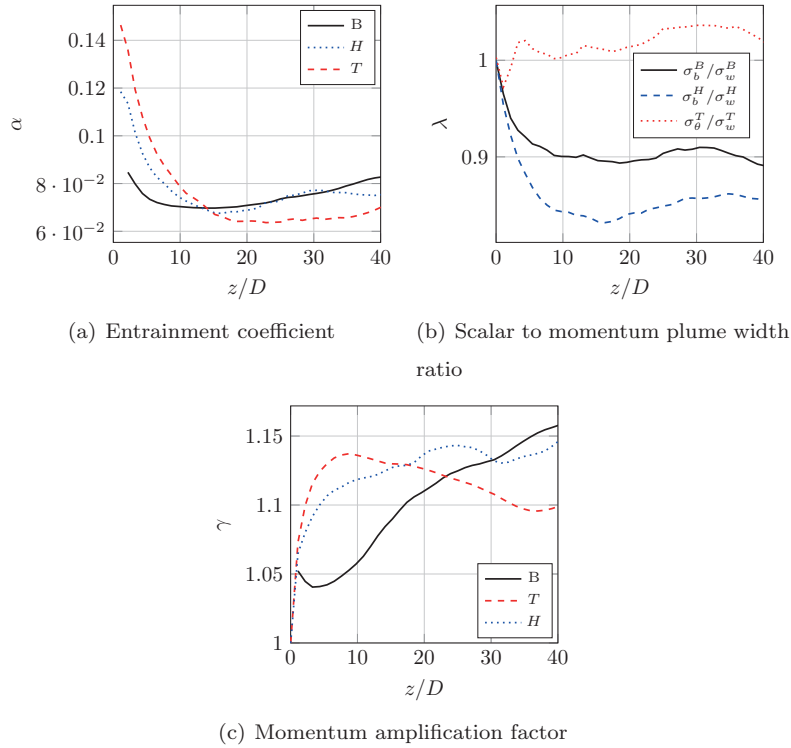 0.14
0.12
0.1
8 · 10⁻²
6 · 10⁻²
α
B
H
T
0 10 20 30 40
z/D
(a) Entrainment coefficient
1
0.9
λ
σ_b^B/σ_w^B
σ_b^H/σ_w^H
σ_θ^T/σ_w^T
0 10 20 30 40
z/D
(b) Scalar to momentum plume width
ratio
1.15
1.1
1.05
1
γ
B
T
H
0 10 20 30 40
z/D
(c) Momentum amplification factor